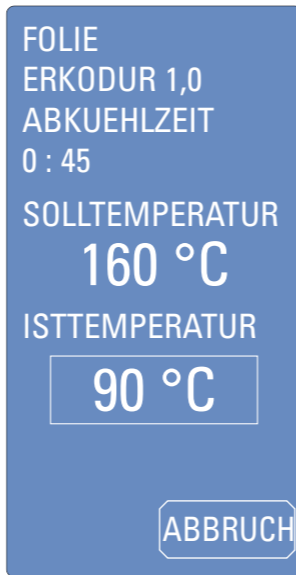 FOLIE
ERKODUR 1,0
ABKUEHLZEIT
0 : 45
SOLLTEMPERATUR
160 °C
ISTTEMPERATUR
90 °C
ABBRUCH